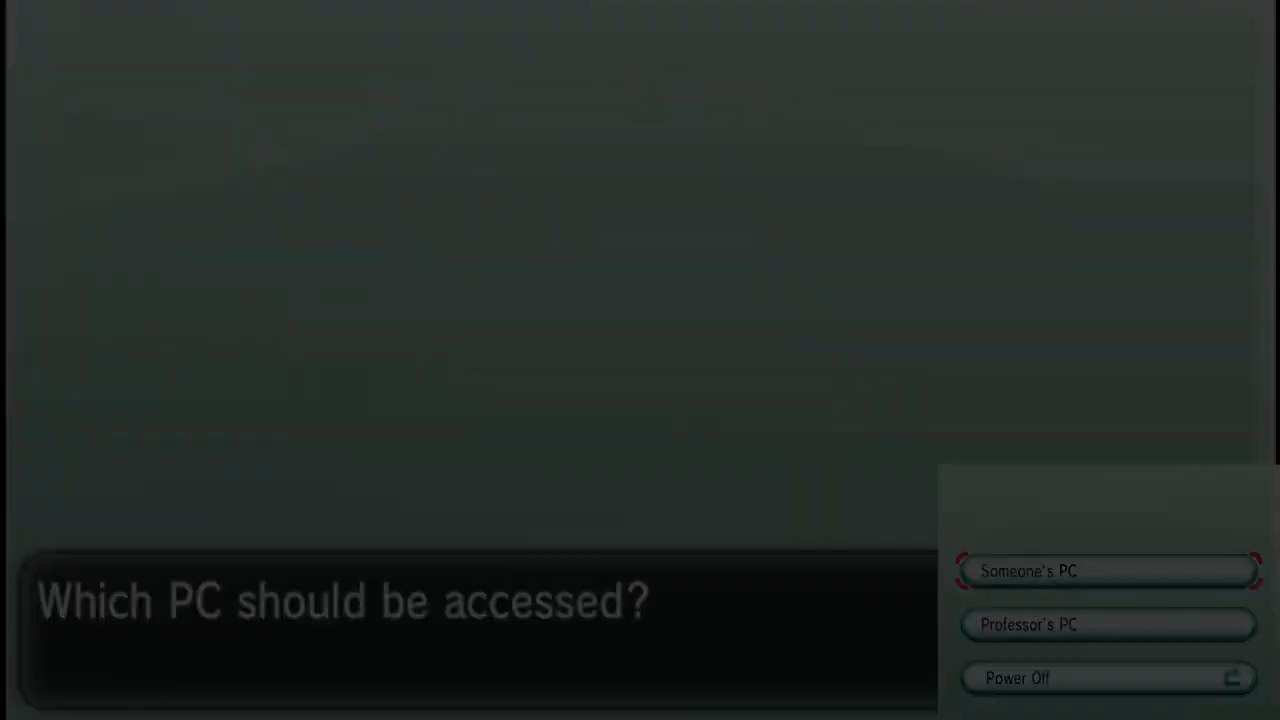 Which PC should be accessed?
Someone's PC
Professor's PC
Power Off